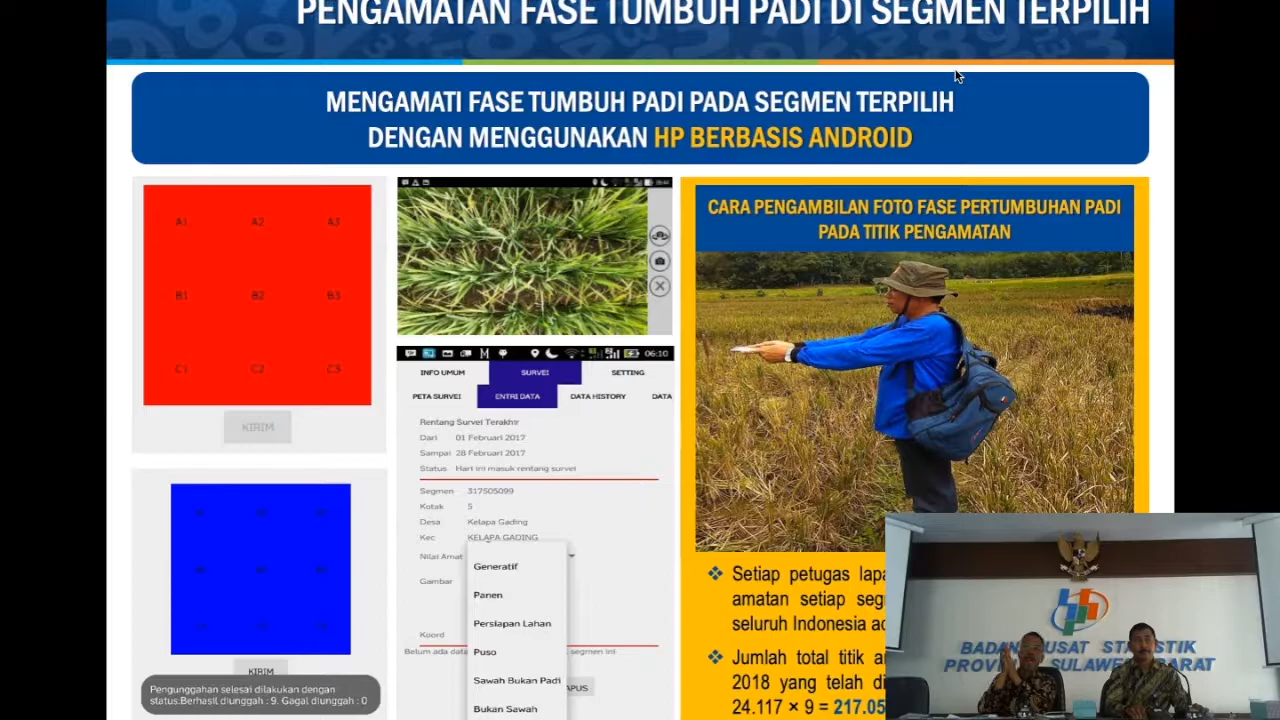 PENGAMATAN FASE TUMBUH PADI DI SEGMEN TERPILIH
MENGAMATI FASE TUMBUH PADI PADA SEGMEN TERPILIH
DENGAN MENGGUNAKAN HP BERBASIS ANDROID
A1 A2 A3
B1 B2 B3
C1 C2 C3
KIRIM
KIRIM
Pengunggahan selesai dilakukan dengan
status.Berhasil diunggah : 9. Gagal diunggah : 0
06:10
INFO UMUM SURVEI SETTING
PETA SURVEI ENTRI DATA DATA HISTORY DATA
Rentang Survei Terakhir
Dari 01 Februari 2017
Sampai 28 Februari 2017
Status Hari ini masuk rentang survei
Segmen 317505099
Kotak 5
Desa Kelapa Gading
Kec KELAPA GADING
Nilai Amat
Generatif
Gambar
Panen
Persiapan Lahan
Koord
Belum ada data segmen ini
Puso
Sawah Bukan Padi
APUS
Bukan Sawah
CARA PENGAMBILAN FOTO FASE PERTUMBUHAN PADI
PADA TITIK PENGAMATAN
Setiap petugas lapa
amatan setiap seg
seluruh Indonesia ad
Jumlah total titik a
2018 yang telah di
24.117 × 9 = 217.05
BADAN PUSAT STATISTIK
PROVINSI SULAWESI BARAT